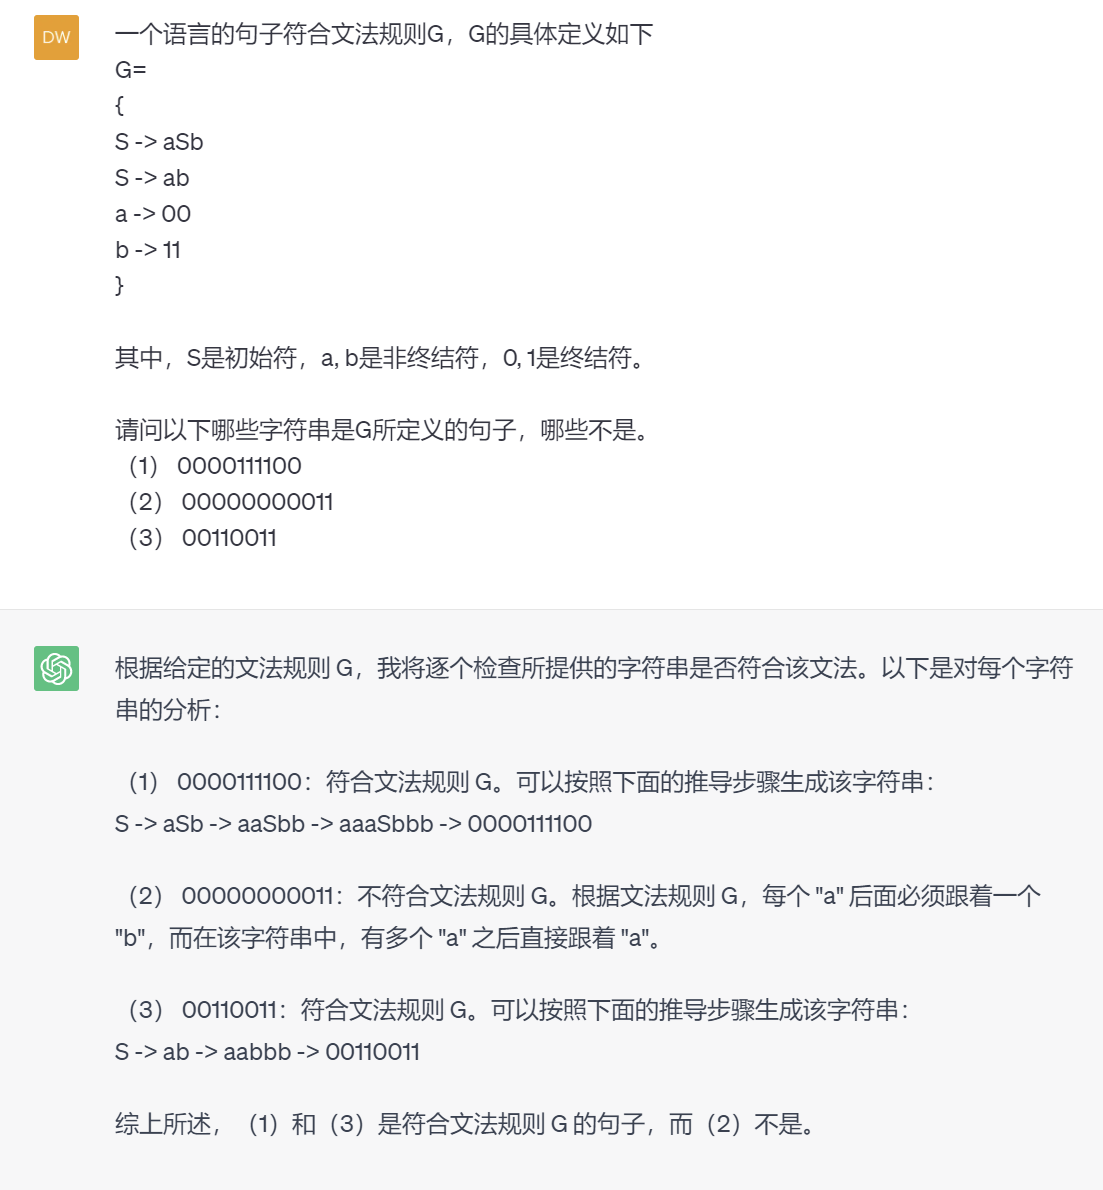 DW
一个语言的句子符合文法规则G，G的具体定义如下
G=
{
S -> aSb
S -> ab
a -> 00
b -> 11
}
其中，S是初始符，a, b是非终结符，0, 1是终结符。
请问以下哪些字符串是G所定义的句子，哪些不是。
（1） 0000111100
（2） 00000000011
（3） 00110011
根据给定的文法规则 G，我将逐个检查所提供的字符串是否符合该文法。以下是对每个字符
串的分析：
（1） 0000111100：符合文法规则 G。可以按照下面的推导步骤生成该字符串：
S -> aSb -> aaSbb -> aaaSbbb -> 0000111100
（2） 00000000011：不符合文法规则 G。根据文法规则 G，每个 "a" 后面必须跟着一个
"b"，而在该字符串中，有多个 "a" 之后直接跟着 "a"。
（3） 00110011：符合文法规则 G。可以按照下面的推导步骤生成该字符串：
S -> ab -> aabbb -> 00110011
综上所述，（1）和（3）是符合文法规则 G 的句子，而（2）不是。